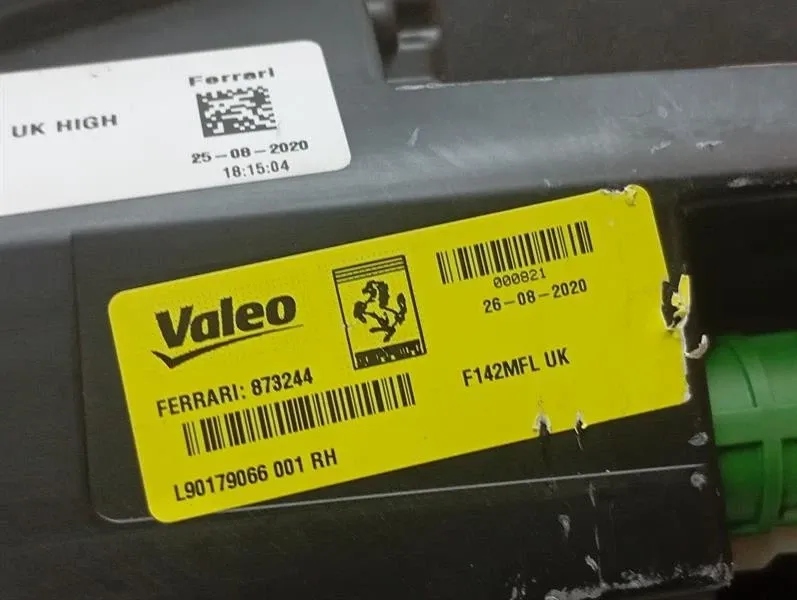 Ferrari
UK HIGH
25-08-2020
18:15:04
Valeo
Ferrari
000821
26-08-2020
FERRARI: 873244
F142MFL UK
L90179066 001 RH